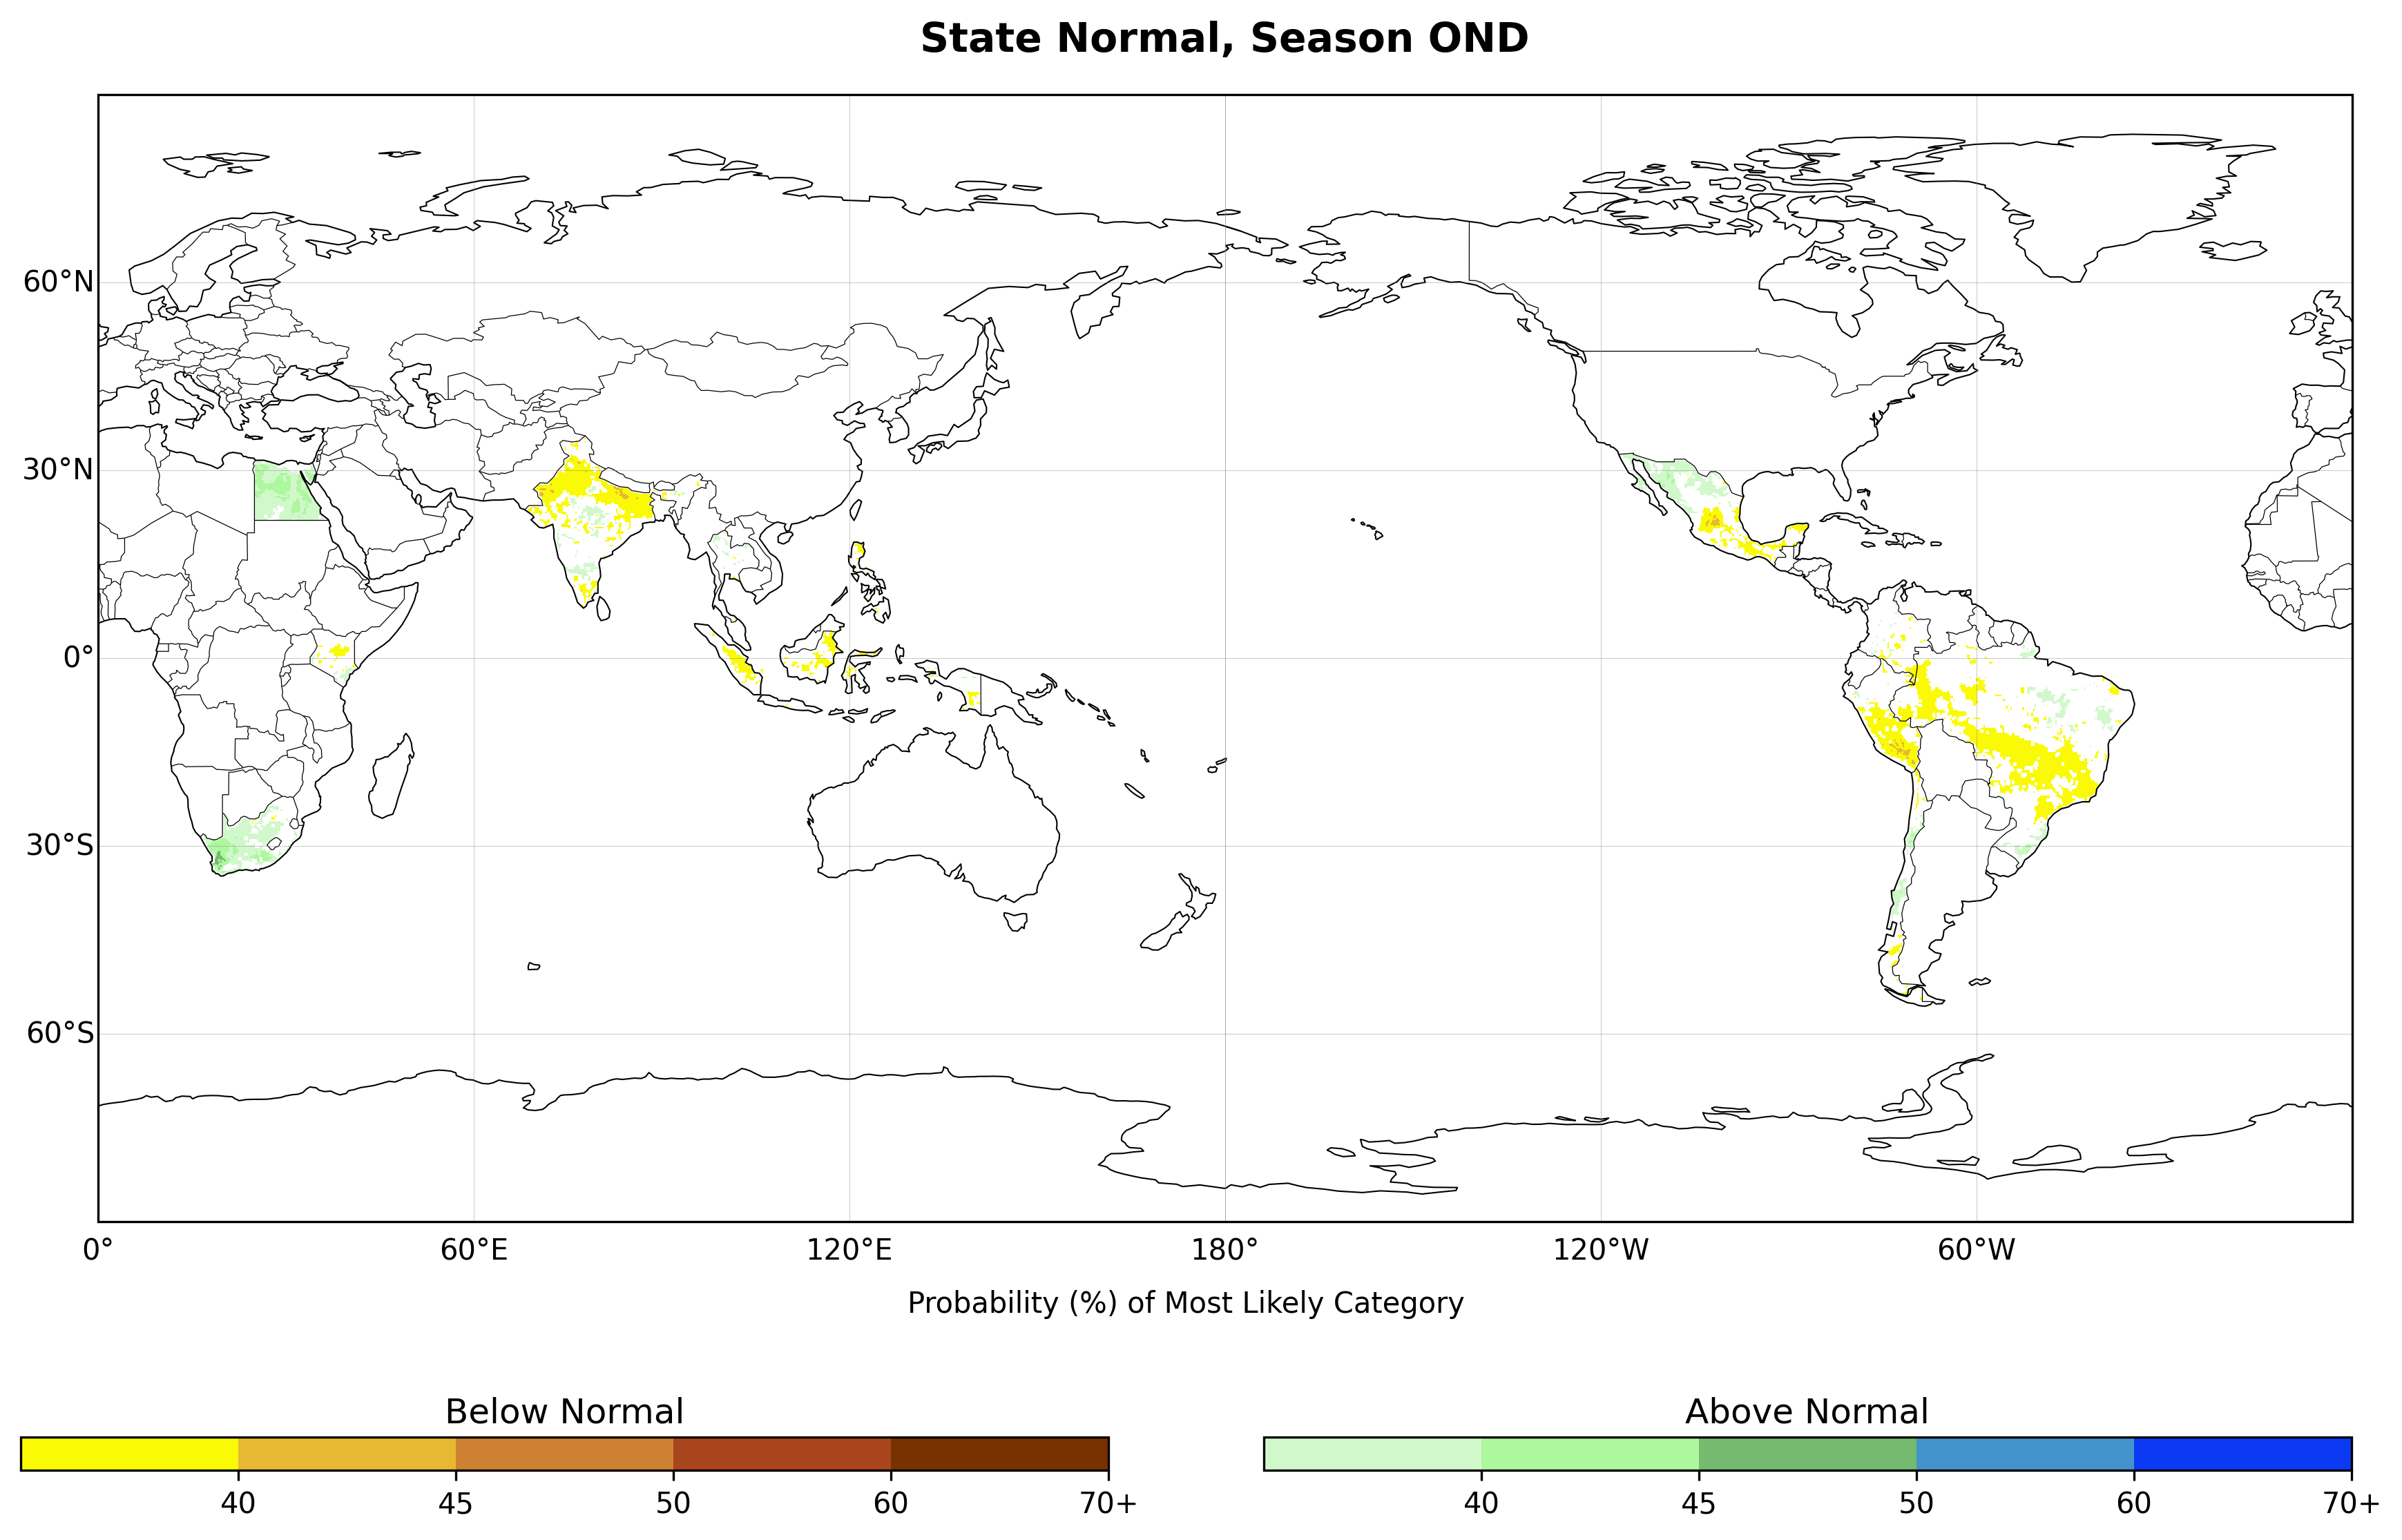 State Normal, Season OND
60°N
30°N
0°
30°S
60°S
0°
60°E
120°E
180°
120°W
60°W
Probability (%) of Most Likely Category
Below Normal
Above Normal
40
45
50
60
70+
40
45
50
60
70+